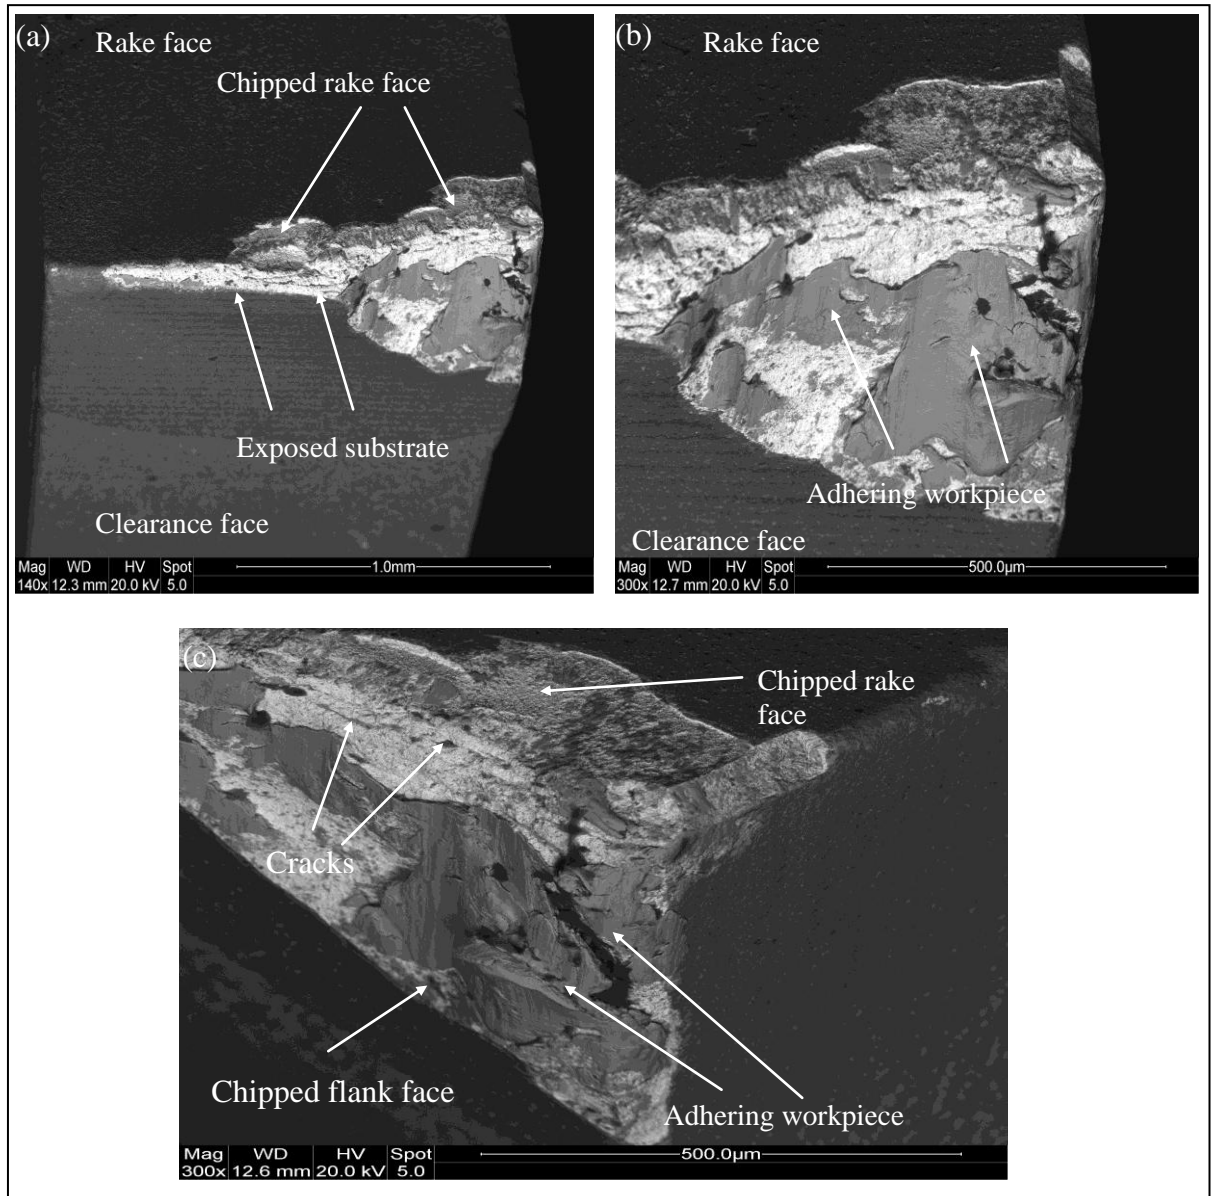 (a)
Rake face
Chipped rake face
Exposed substrate
Clearance face
Mag WD HV Spot
140x 12.3 mm 20.0 kV 5.0 1.0mm
(b)
Rake face
Adhering workpiece
Clearance face
Mag WD HV Spot
300x 12.7 mm 20.0 kV 5.0 500.0µm
(c)
Chipped rake
face
Cracks
Chipped flank face
Adhering workpiece
Mag WD HV Spot
300x 12.6 mm 20.0 kV 5.0 500.0µm